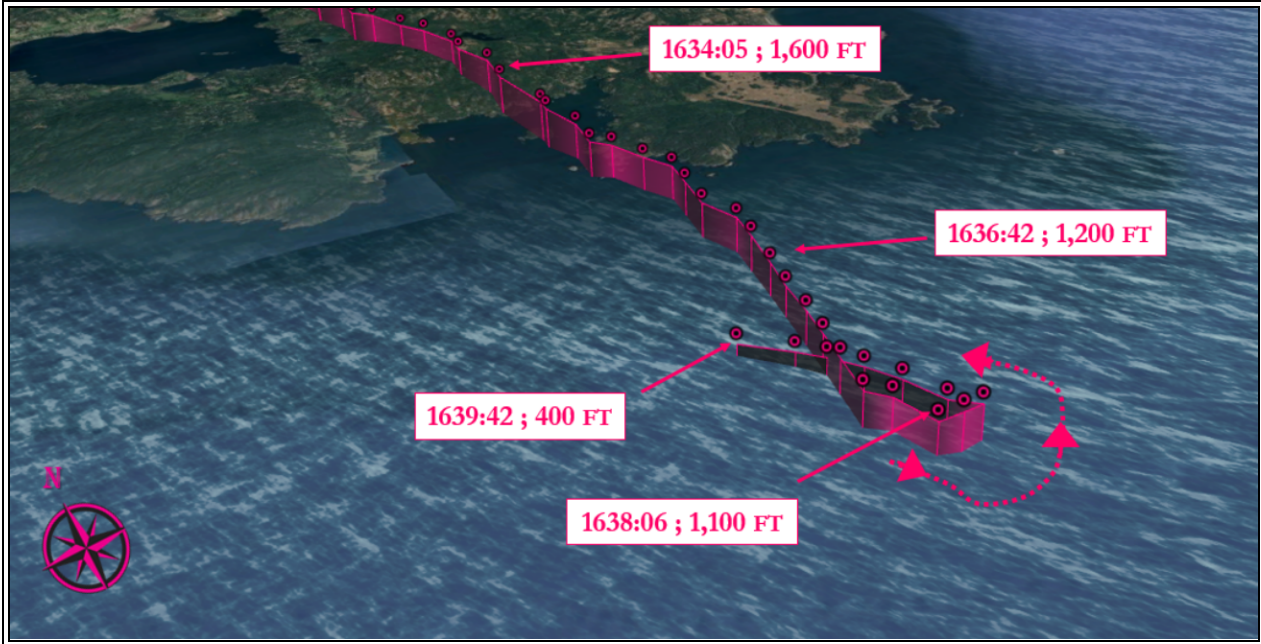 1634:05 ; 1,600 FT
1636:42 ; 1,200 FT
1639:42 ; 400 FT
1638:06 ; 1,100 FT
N